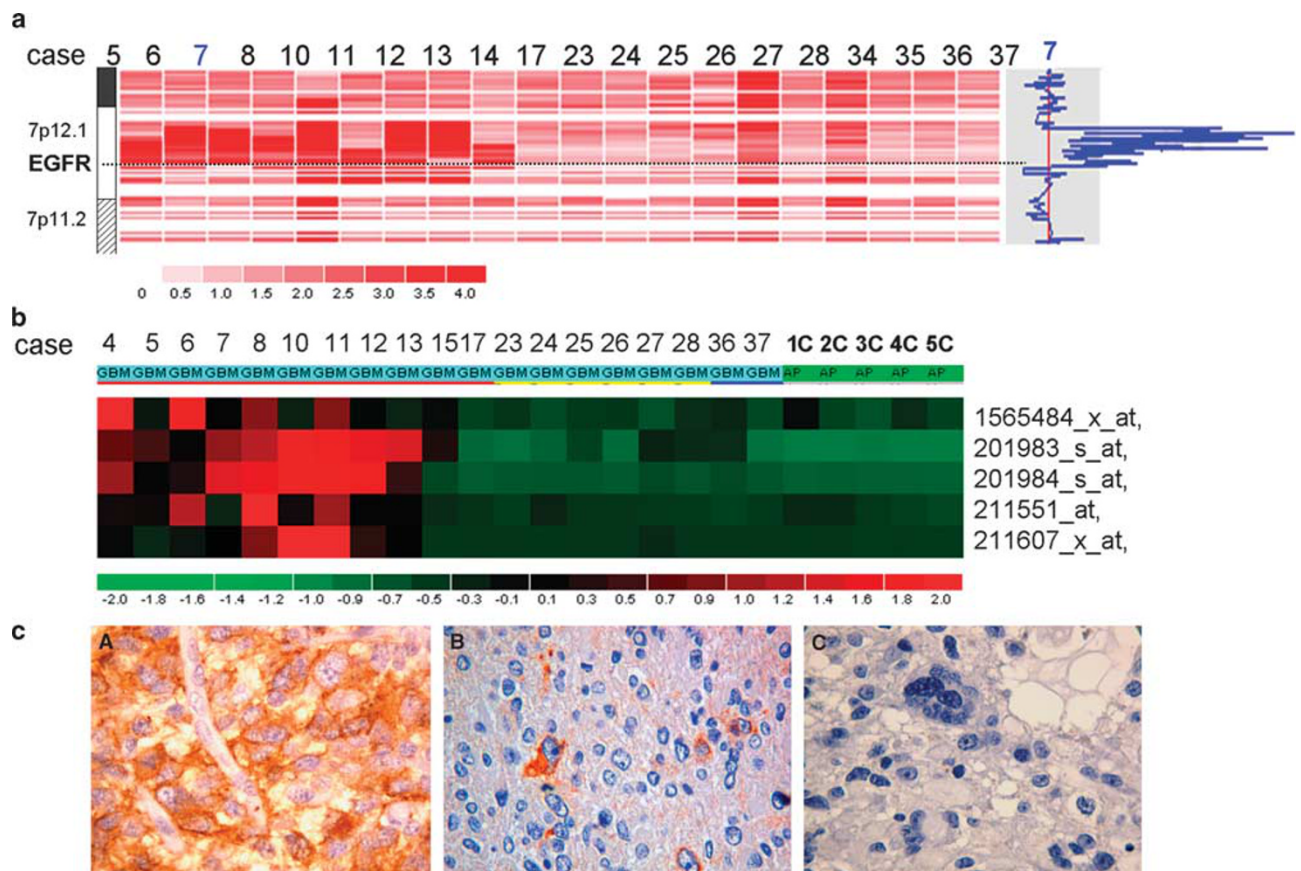 a
case 5 6 7 8 10 11 12 13 14 17 23 24 25 26 27 28 34 35 36 37 7
7p12.1
EGFR
7p11.2
0 0.5 1.0 1.5 2.0 2.5 3.0 3.5 4.0
b
case 4 5 6 7 8 10 11 12 13 15 17 23 24 25 26 27 28 36 37 1C 2C 3C 4C 5C
GBM GBM GBM GBM GBM GBM GBM GBM GBM GBM GBM GBM GBM GBM GBM GBM GBM GBM GBM AP AP AP AP AP
1565484_x_at,
201983_s_at,
201984_s_at,
211551_at,
211607_x_at,
-2.0 -1.8 -1.6 -1.4 -1.2 -1.0 -0.9 -0.7 -0.5 -0.3 -0.1 0.1 0.3 0.5 0.7 0.9 1.0 1.2 1.4 1.6 1.8 2.0
c
A B C